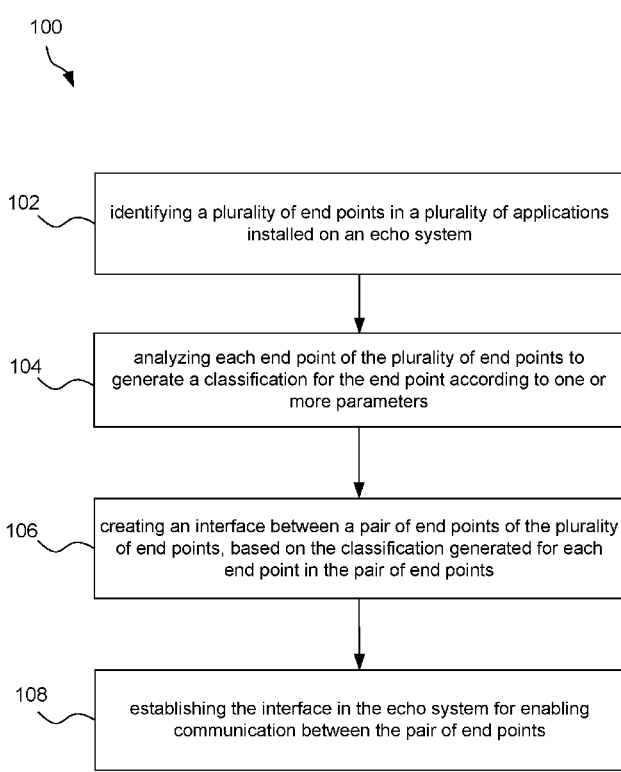 100
102
identifying a plurality of end points in a plurality of applications
installed on an echo system
104
analyzing each end point of the plurality of end points to
generate a classification for the end point according to one or
more parameters
106
creating an interface between a pair of end points of the plurality
of end points, based on the classification generated for each
end point in the pair of end points
108
establishing the interface in the echo system for enabling
communication between the pair of end points